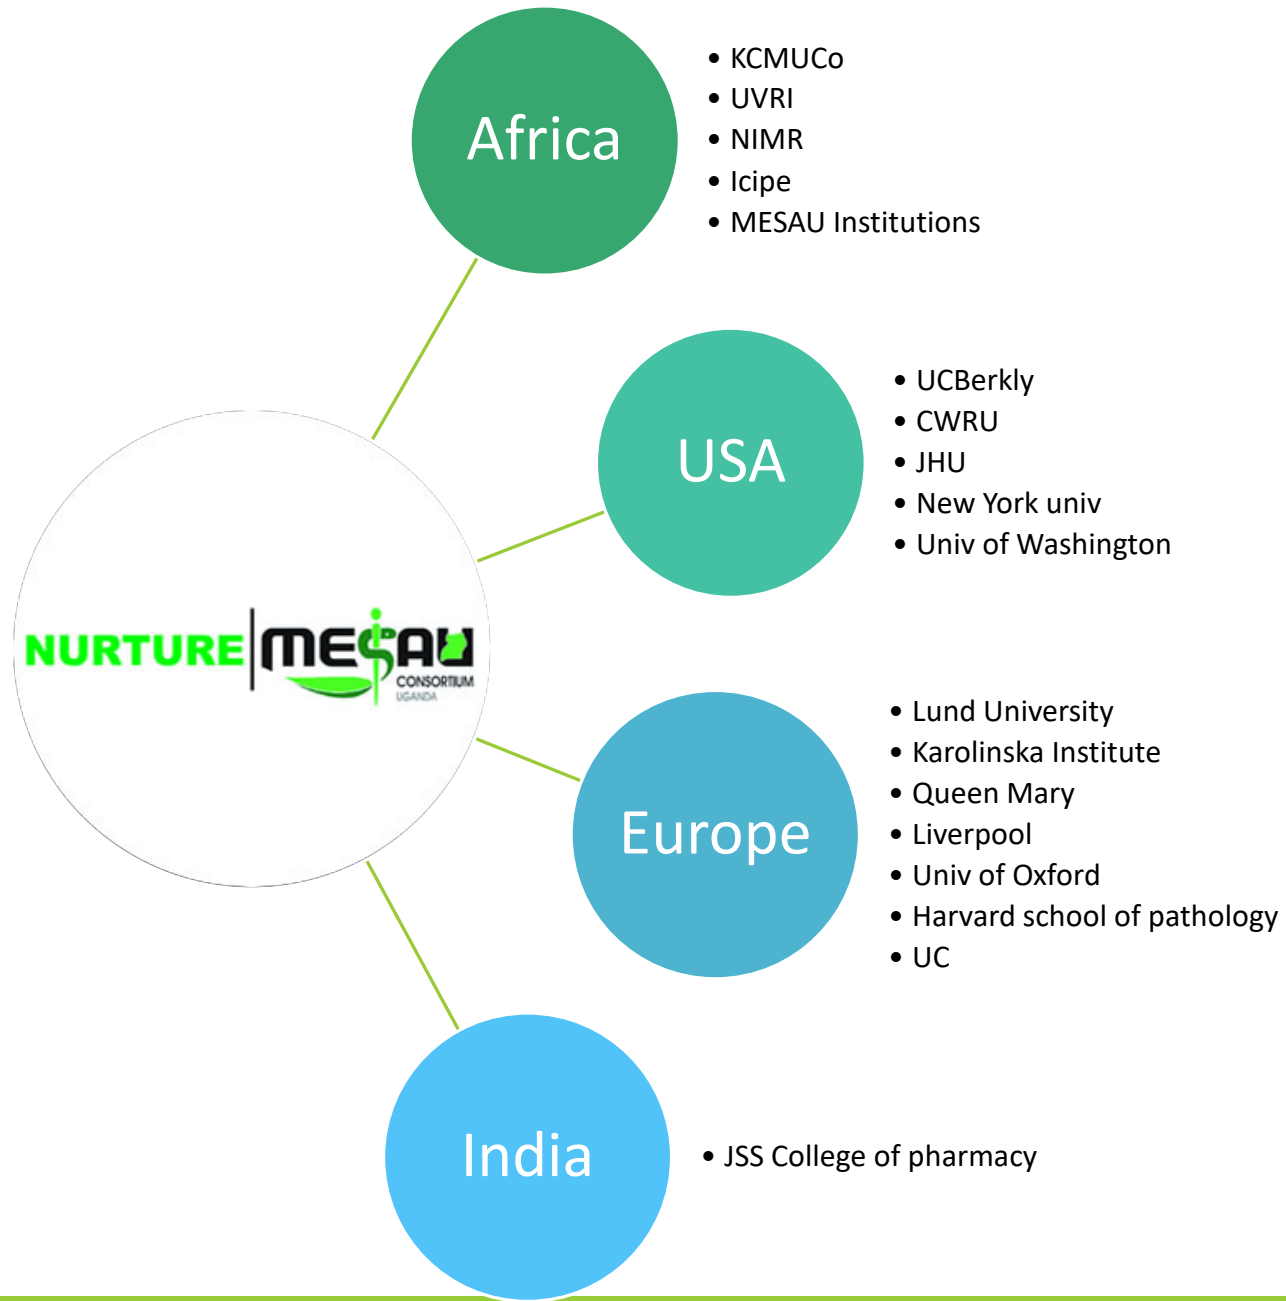 Africa
• KCMUCo
• UVRI
• NIMR
• Icipe
• MESAU Institutions
USA
• UCBerkly
• CWRU
• JHU
• New York univ
• Univ of Washington
NURTURE MESAU
CONSORTIUM
UGANDA
Europe
• Lund University
• Karolinska Institute
• Queen Mary
• Liverpool
• Univ of Oxford
• Harvard school of pathology
• UC
India
• JSS College of pharmacy